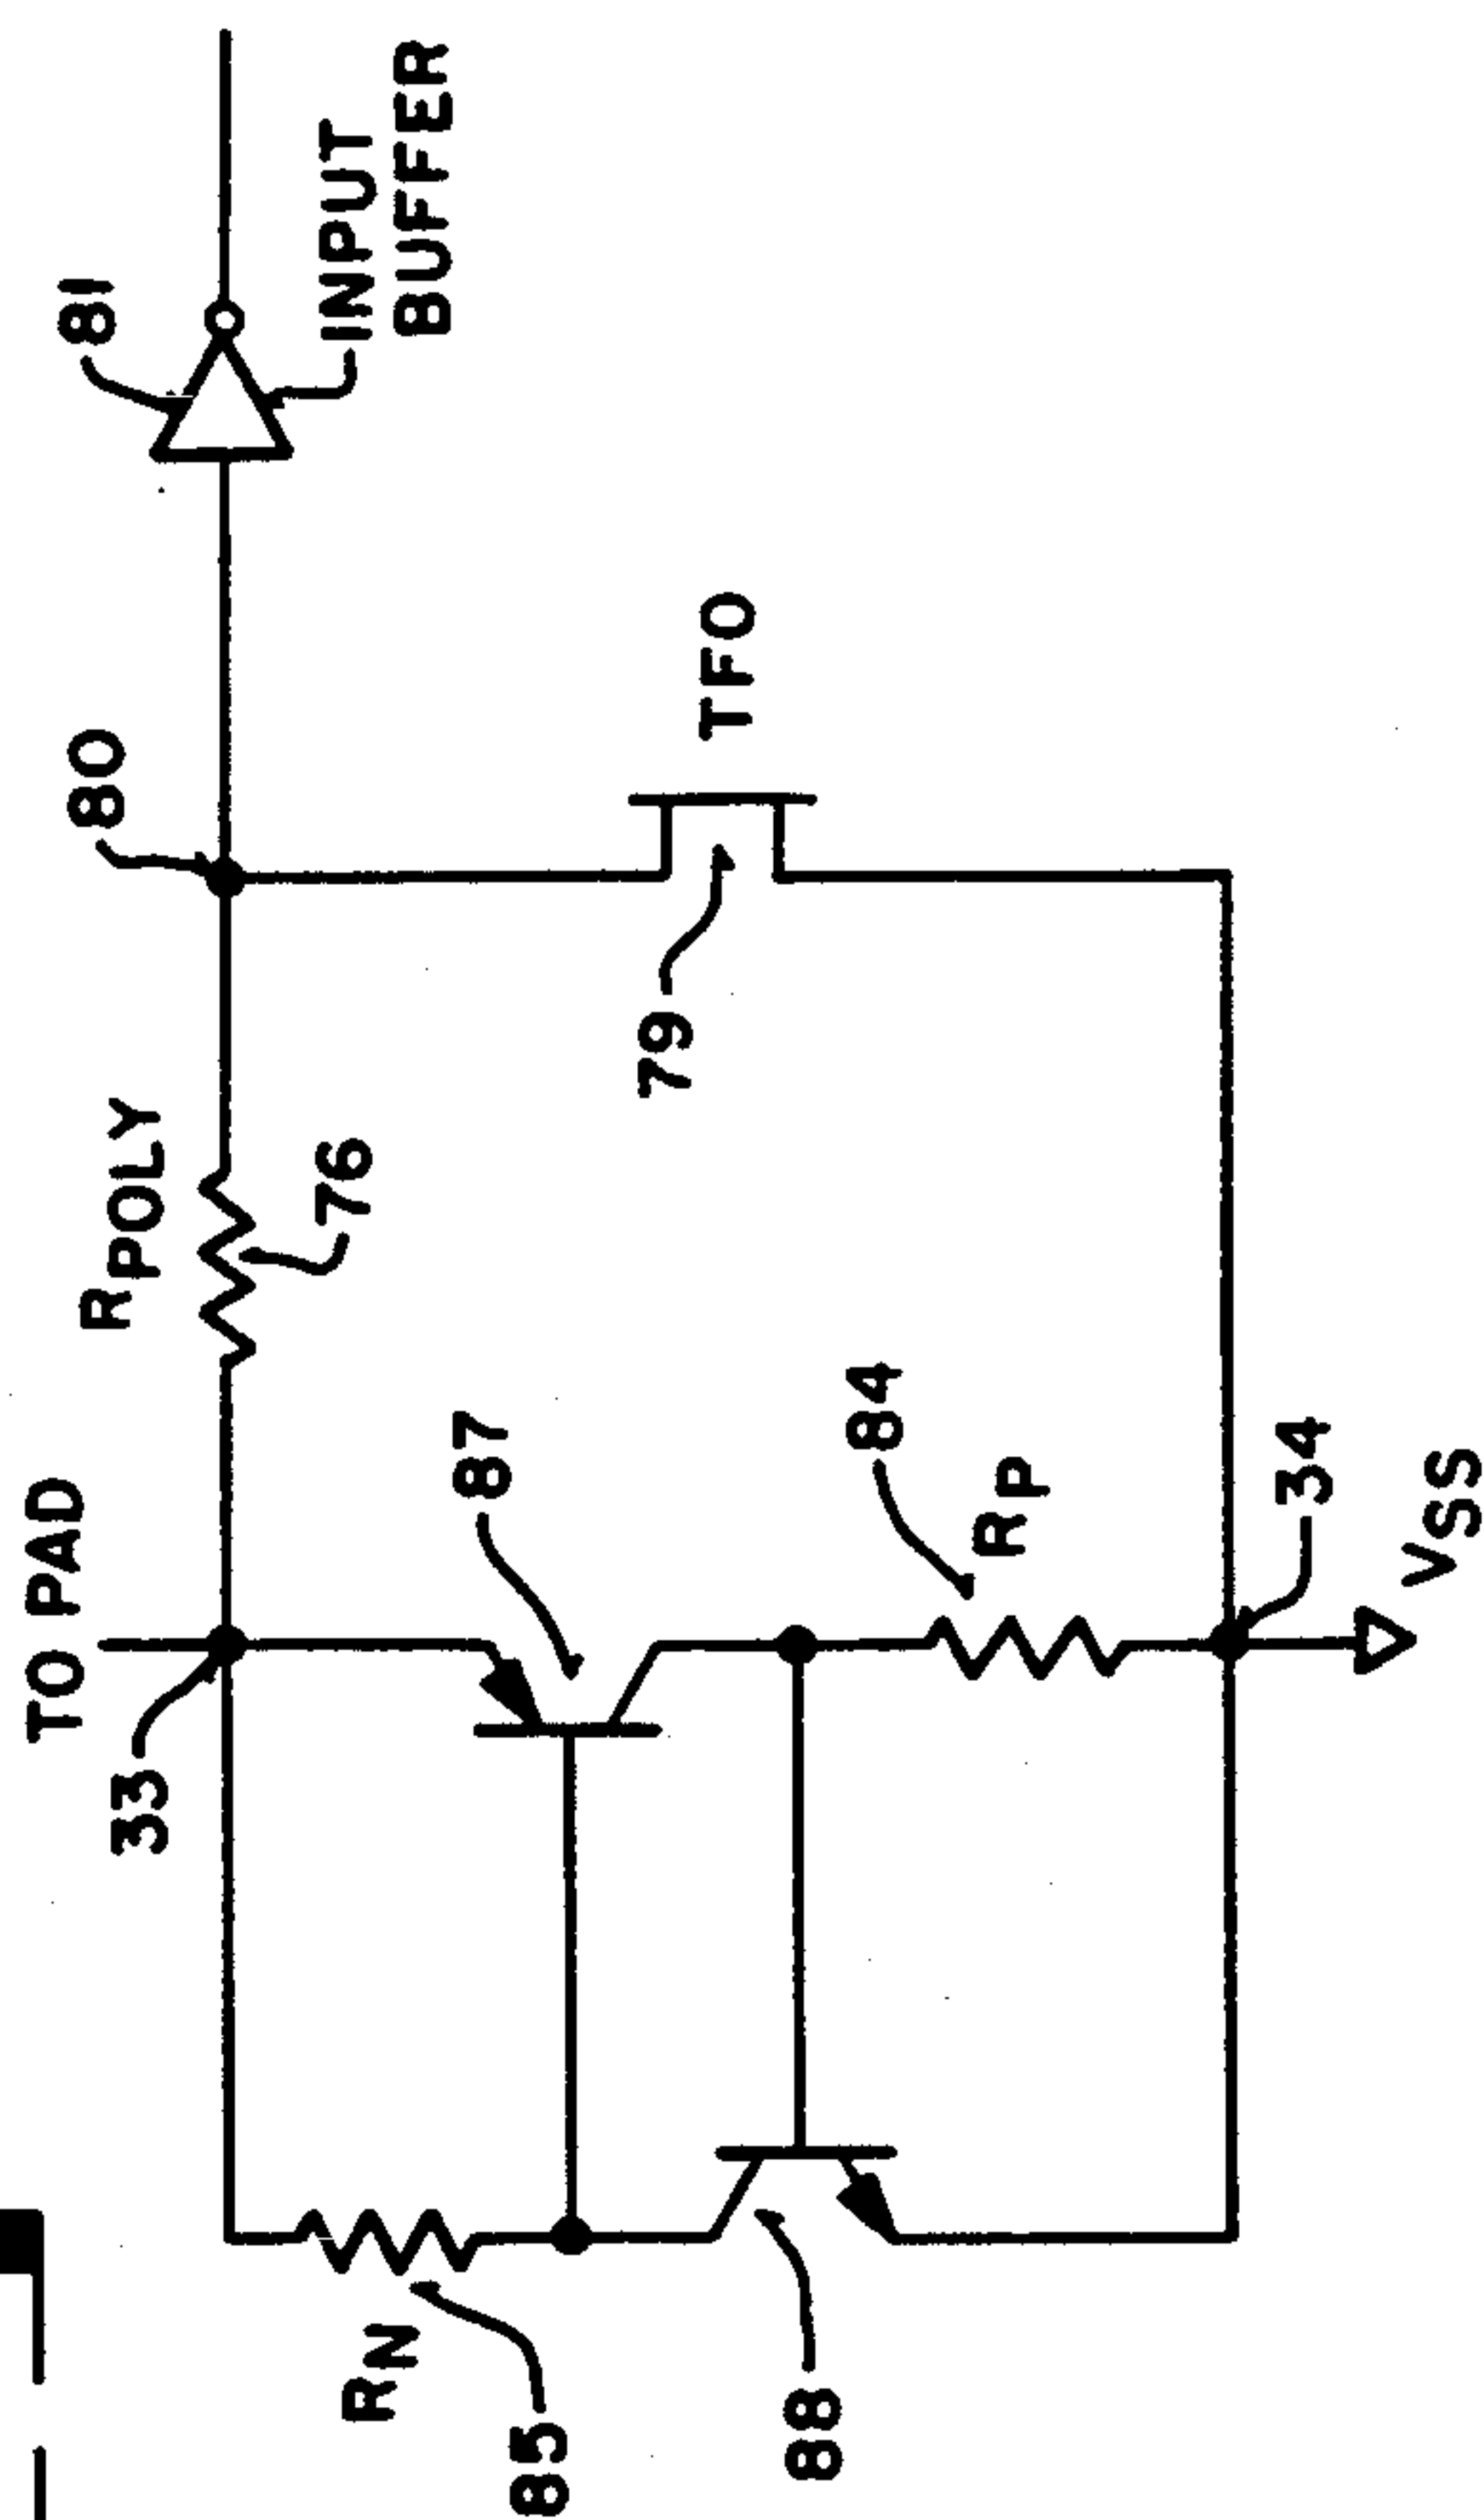 TO PAD
33
RPOLY
76
80
81
INPUT
BUFFER
RN
85
87
88
84
RP
79
TFO
34
VSS